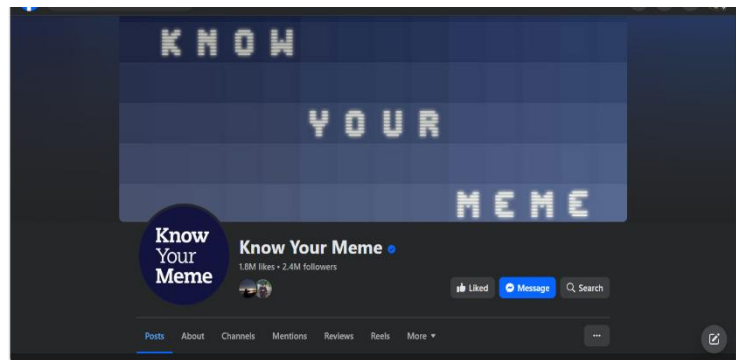 KNOW
YOUR
MEME
Know
Your
Meme
Know Your Meme
1.8M likes • 2.4M followers
Liked
Message
Search
Posts
About
Channels
Mentions
Reviews
Reels
More
...